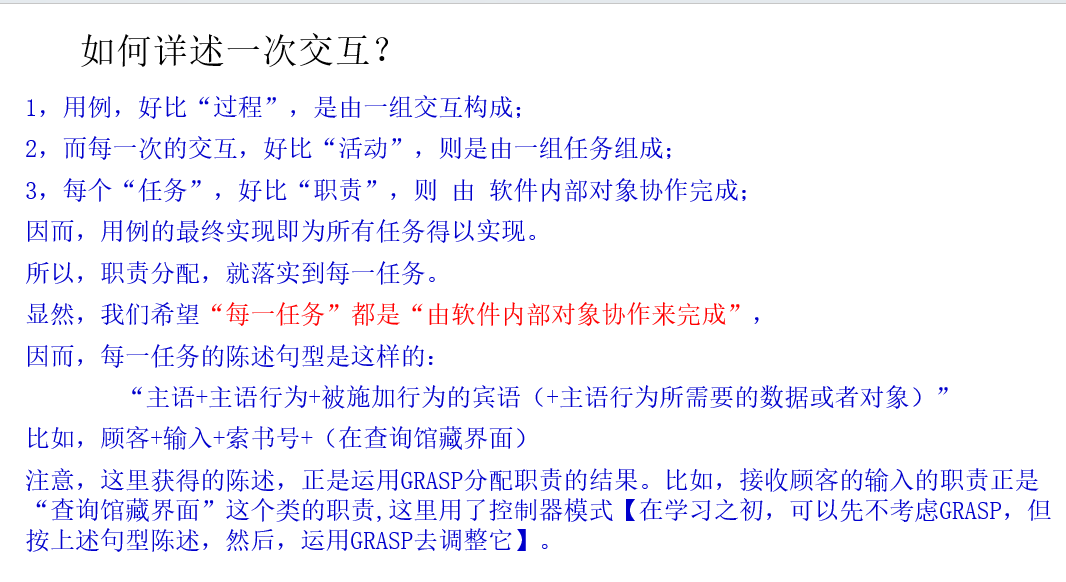 如何详述一次交互?
1，用例，好比“过程”，是由一组交互构成；
2，而每一次的交互，好比“活动”，则是由一组任务组成；
3，每个“任务”，好比“职责”，则 由 软件内部对象协作完成；
因而，用例的最终实现即为所有任务得以实现。
所以，职责分配，就落实到每一任务。
显然，我们希望“每一任务”都是“由软件内部对象协作来完成”，
因而，每一任务的陈述句型是这样的：
“主语+主语行为+被施加行为的宾语（+主语行为所需要的数据或者对象）”
比如，顾客+输入+索书号+（在查询馆藏界面）
注意，这里获得的陈述，正是运用GRASP分配职责的结果。比如，接收顾客的输入的职责正是
“查询馆藏界面”这个类的职责,这里用了控制器模式【在学习之初，可以先不考虑GRASP，但
按上述句型陈述，然后，运用GRASP去调整它】。